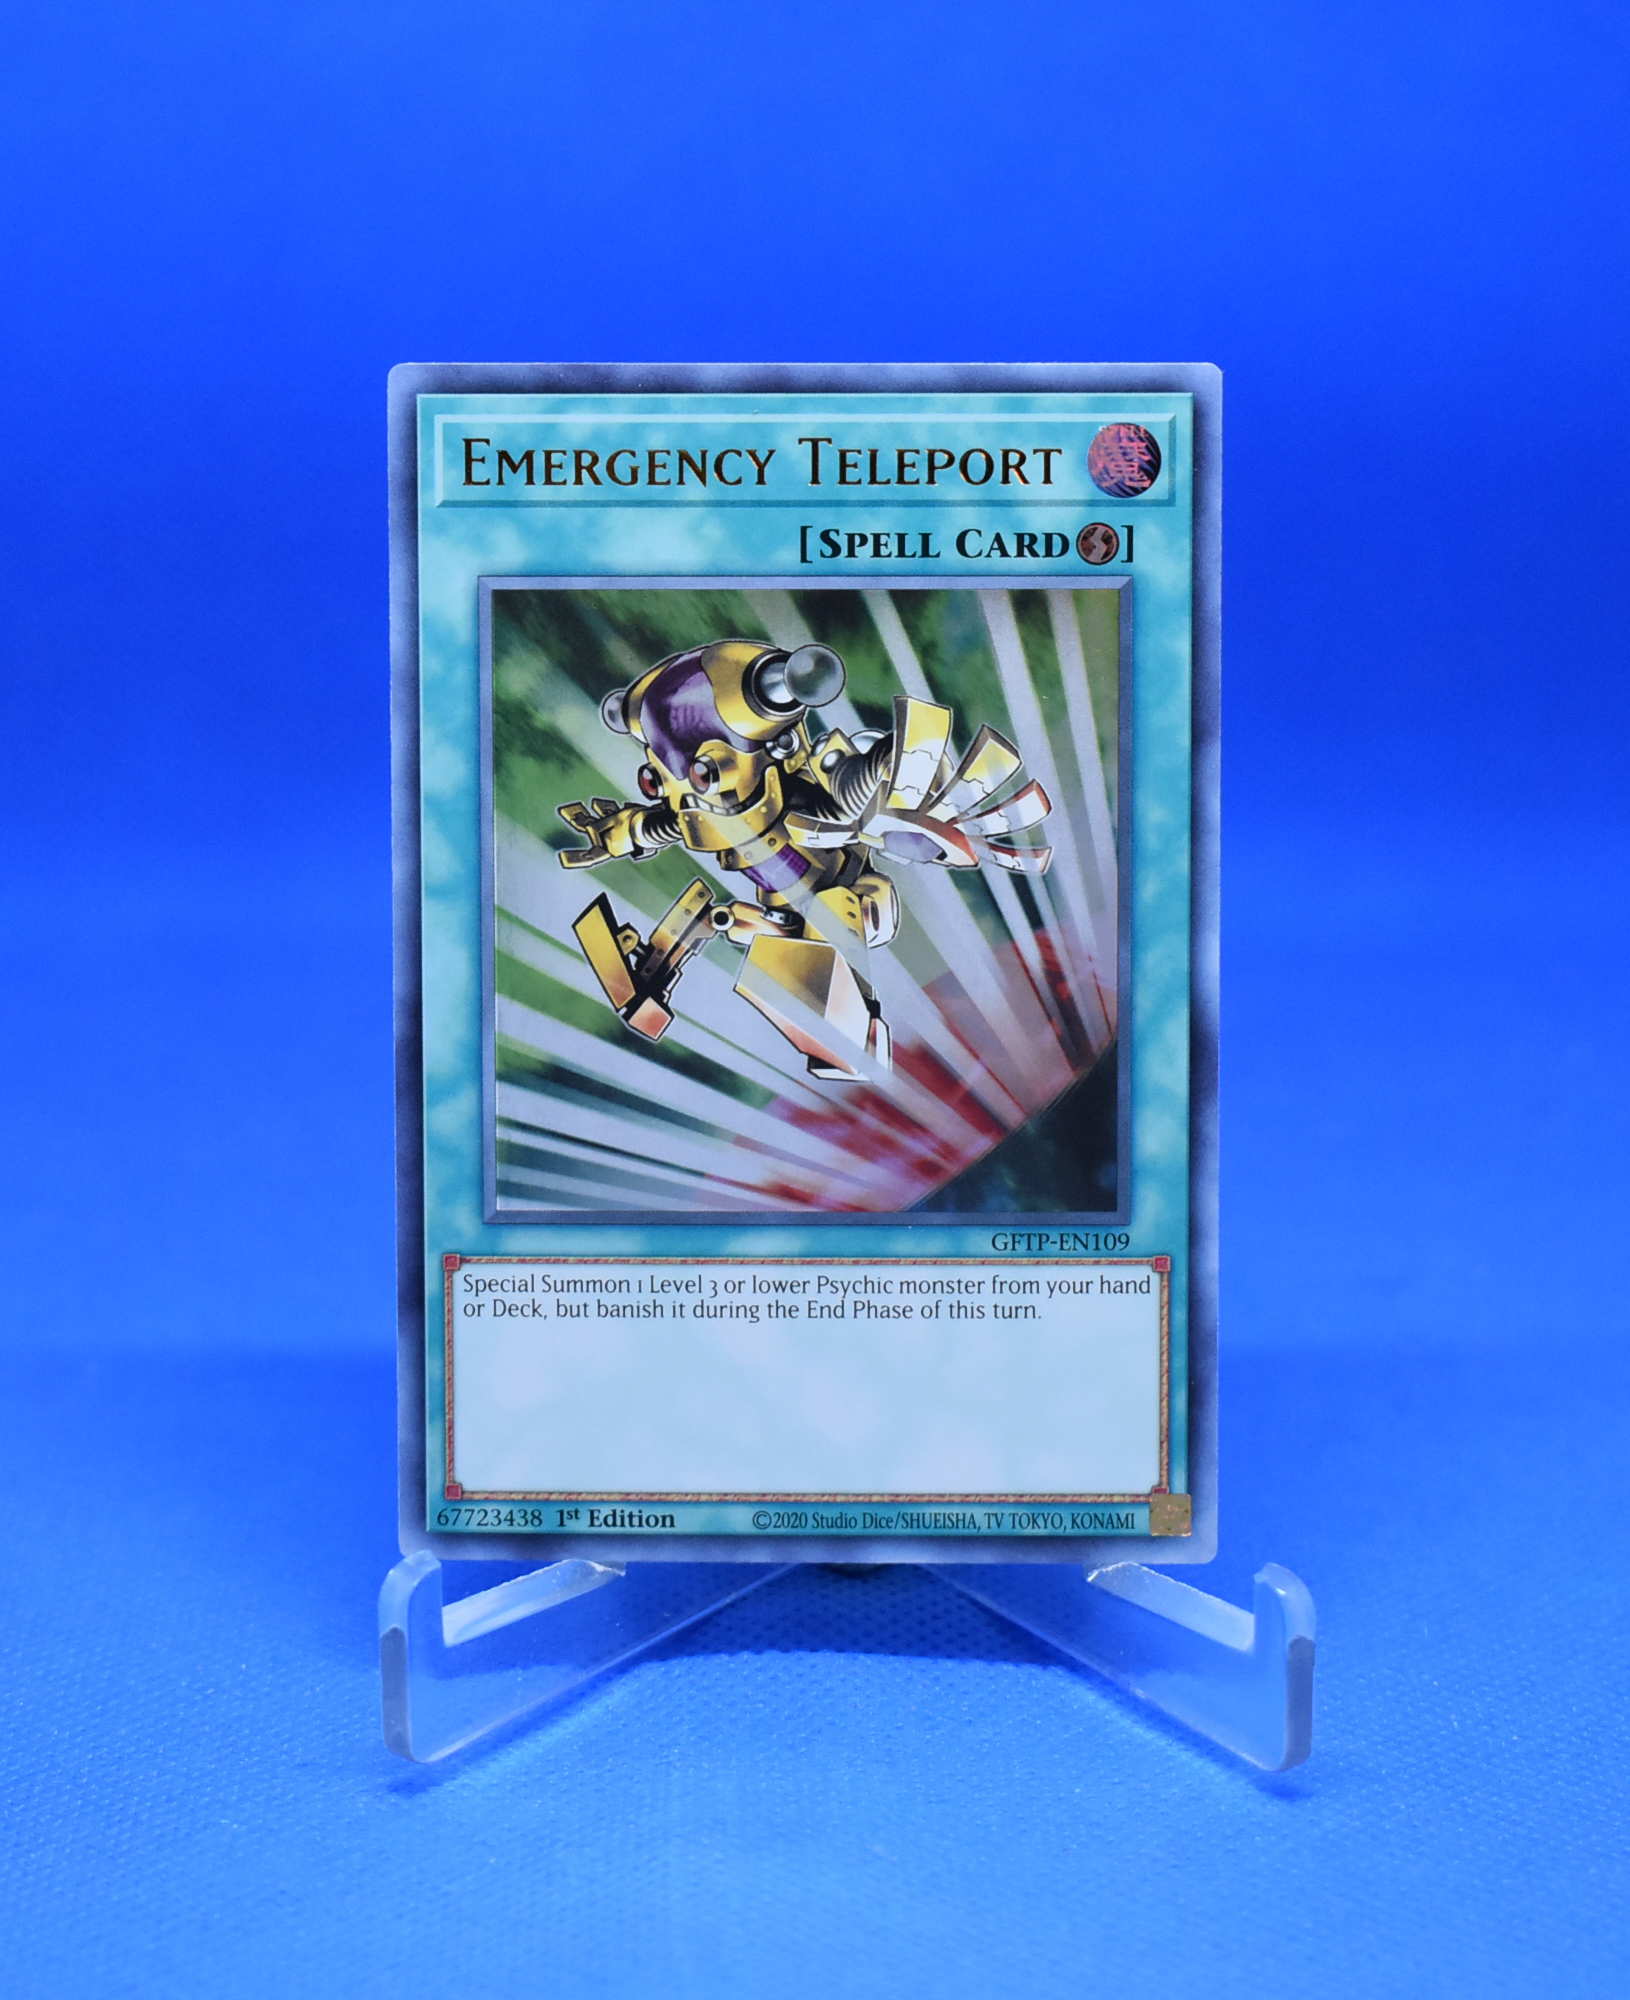 EMERGENCY TELEPORT 魔
[SPELL CARD]
GFTP-EN109
Special Summon 1 Level 3 or lower Psychic monster from your hand
or Deck, but banish it during the End Phase of this turn.
67723438 1st Edition ©2020 Studio Dice/SHUEISHA, TV TOKYO, KONAMI